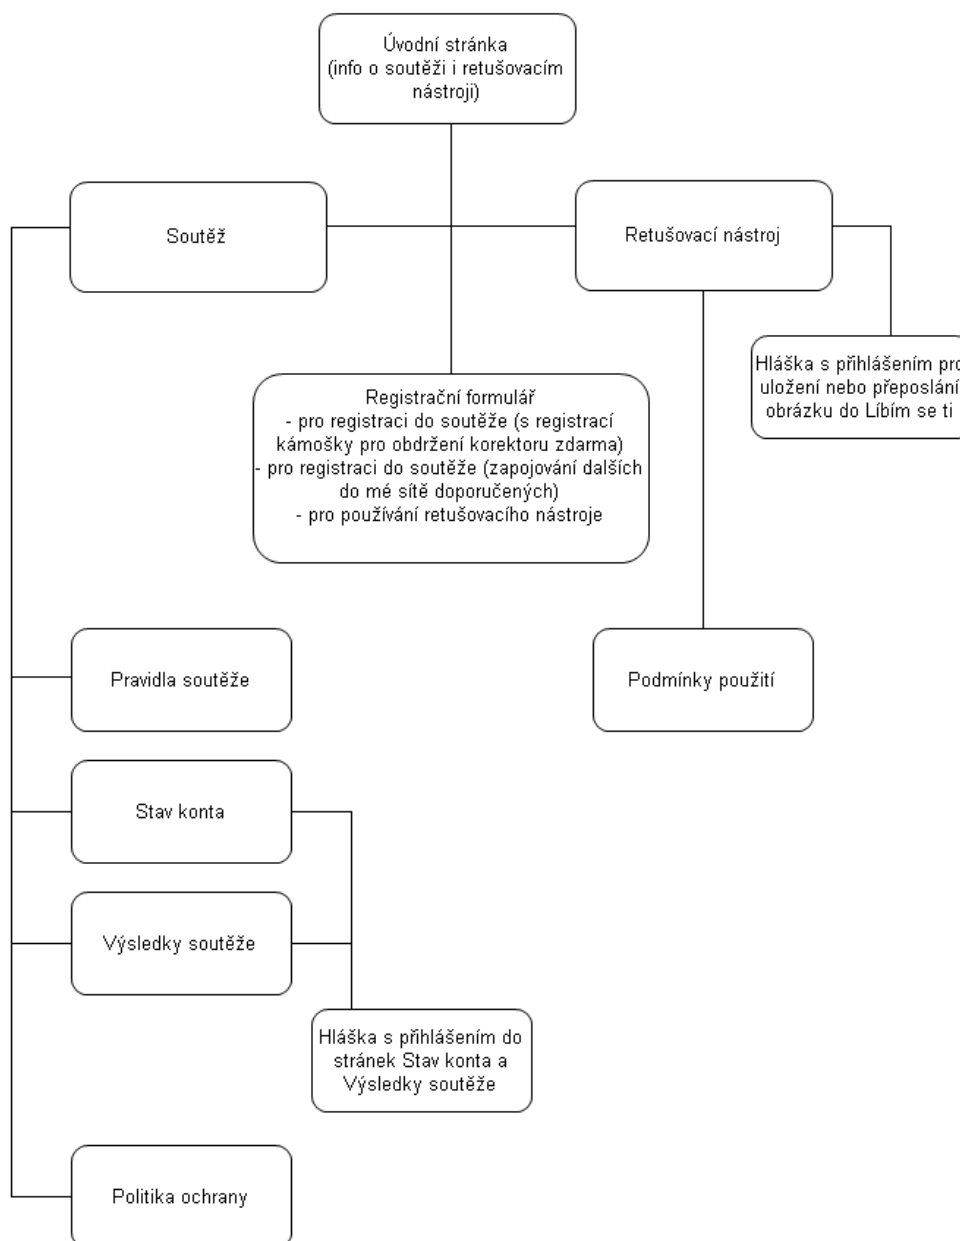 Úvodní stránka
(info o soutěži i retušovacím
nástroji)
Soutěž
Retušovací nástroj
Hláška s přihlášením pro
uložení nebo přeposlání
obrázku do Líbím se ti
Registrační formulář
- pro registraci do soutěže (s registrací
kámošky pro obdržení korektoru zdarma)
- pro registraci do soutěže (zapojování dalších
do mé sítě doporučených)
- pro používání retušovacího nástroje
Pravidla soutěže
Podmínky použití
Stav konta
Výsledky soutěže
Hláška s přihlášením do
stránek Stav konta a
Výsledky soutěže
Politika ochrany